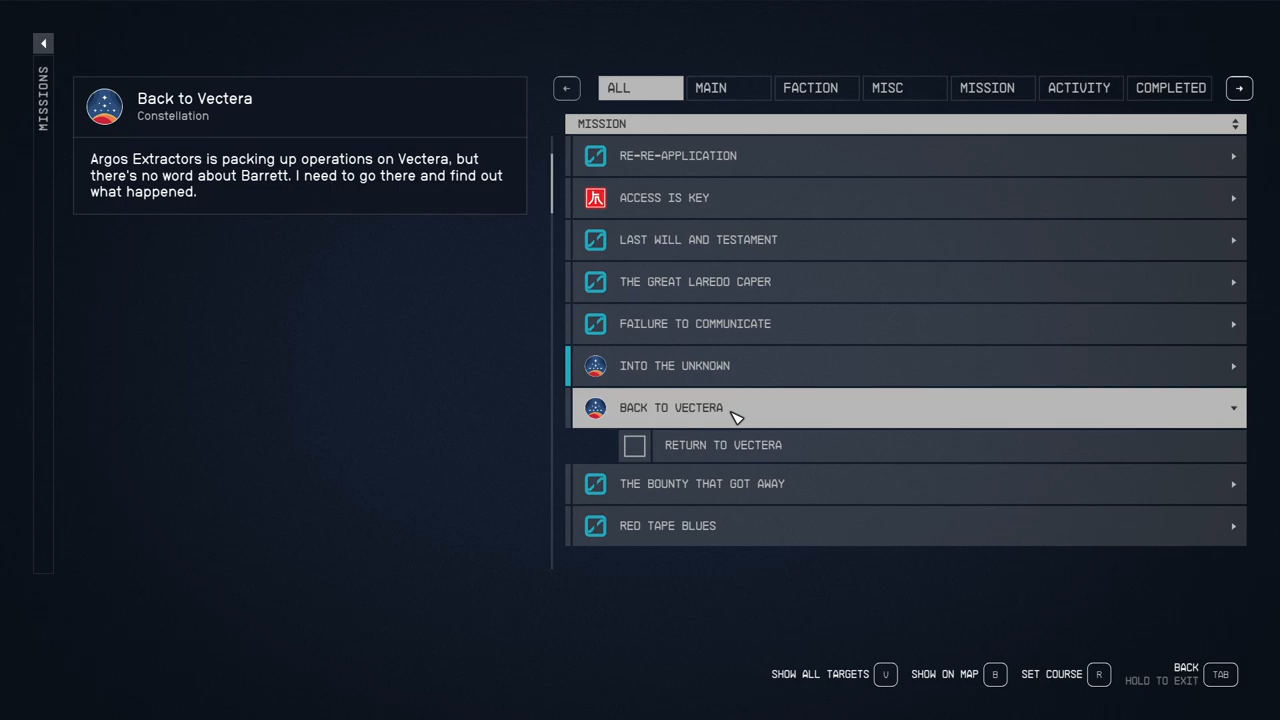 MISSIONS
Back to Vectera
Constellation
Argos Extractors is packing up operations on Vectera, but
there's no word about Barrett. I need to go there and find out
what happened.
ALL MAIN FACTION MISC MISSION ACTIVITY COMPLETED
MISSION
RE-RE-APPLICATION
ACCESS IS KEY
LAST WILL AND TESTAMENT
THE GREAT LAREDO CAPER
FAILURE TO COMMUNICATE
INTO THE UNKNOWN
BACK TO VECTERA
RETURN TO VECTERA
THE BOUNTY THAT GOT AWAY
RED TAPE BLUES
SHOW ALL TARGETS V SHOW ON MAP B SET COURSE R BACK TAB
HOLD TO EXIT